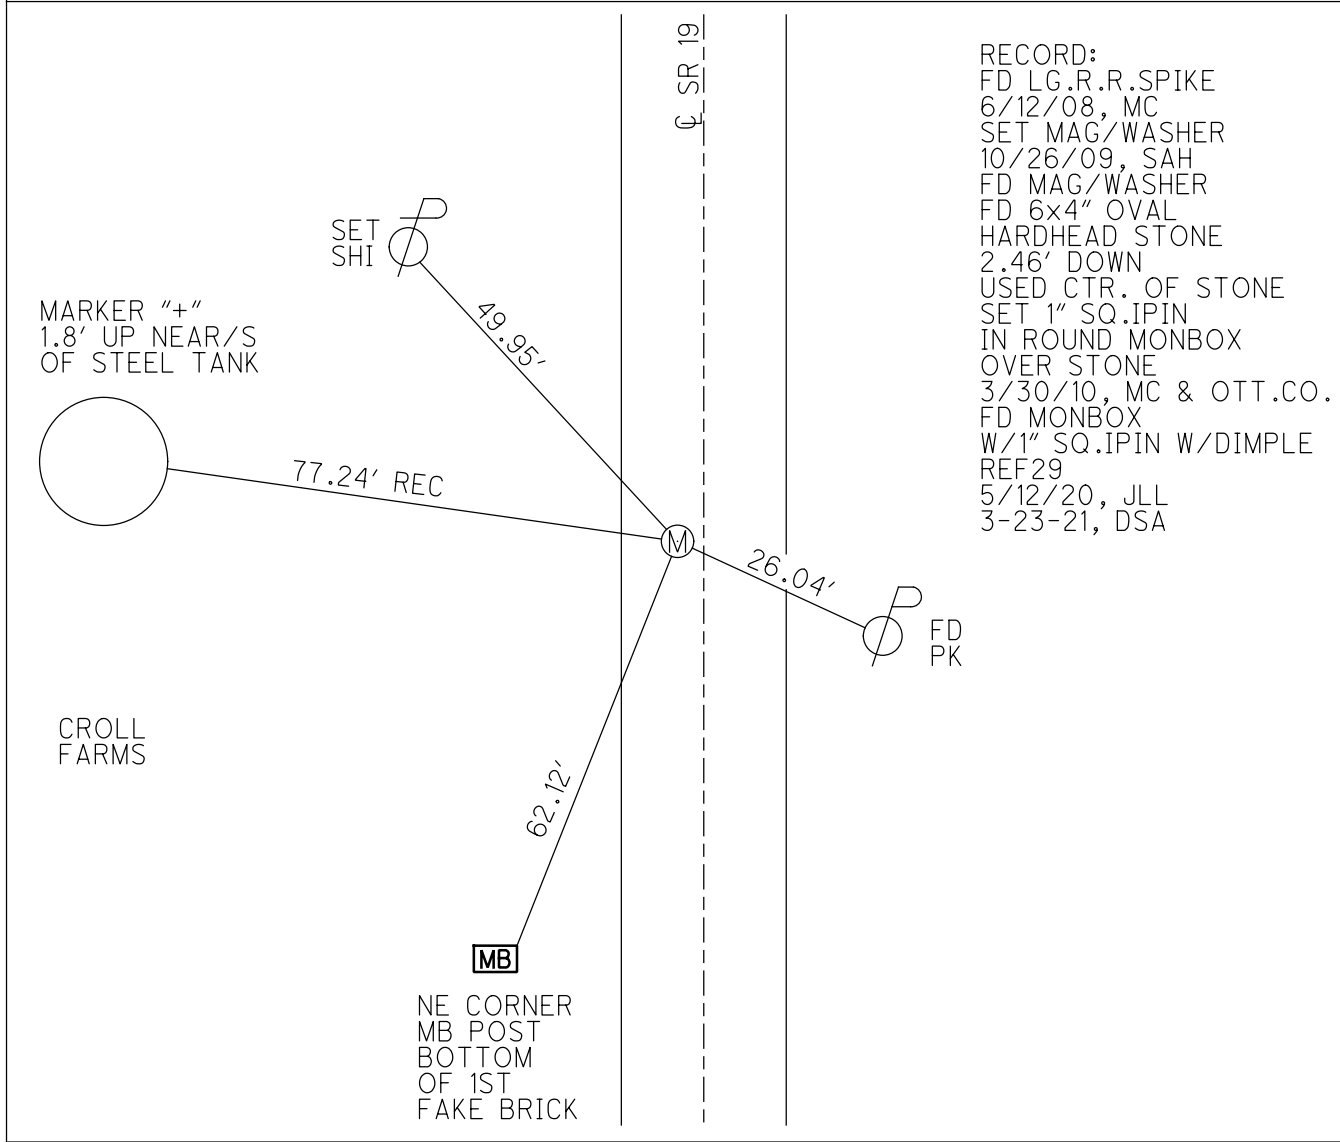 ℄ SR 19
RECORD:
FD LG.R.R.SPIKE
6/12/08, MC
SET MAG/WASHER
10/26/09, SAH
FD MAG/WASHER
FD 6x4" OVAL
HARDHEAD STONE
2.46' DOWN
USED CTR. OF STONE
SET 1" SQ.IPIN
IN ROUND MONBOX
OVER STONE
3/30/10, MC & OTT.CO.
FD MONBOX
W/1" SQ.IPIN W/DIMPLE
REF29
5/12/20, JLL
3-23-21, DSA
SET
SHI
49.95'
MARKER "+"
1.8' UP NEAR/S
OF STEEL TANK
77.24' REC
M
26.04'
FD
PK
CROLL
FARMS
62.12'
MB
NE CORNER
MB POST
BOTTOM
OF 1ST
FAKE BRICK